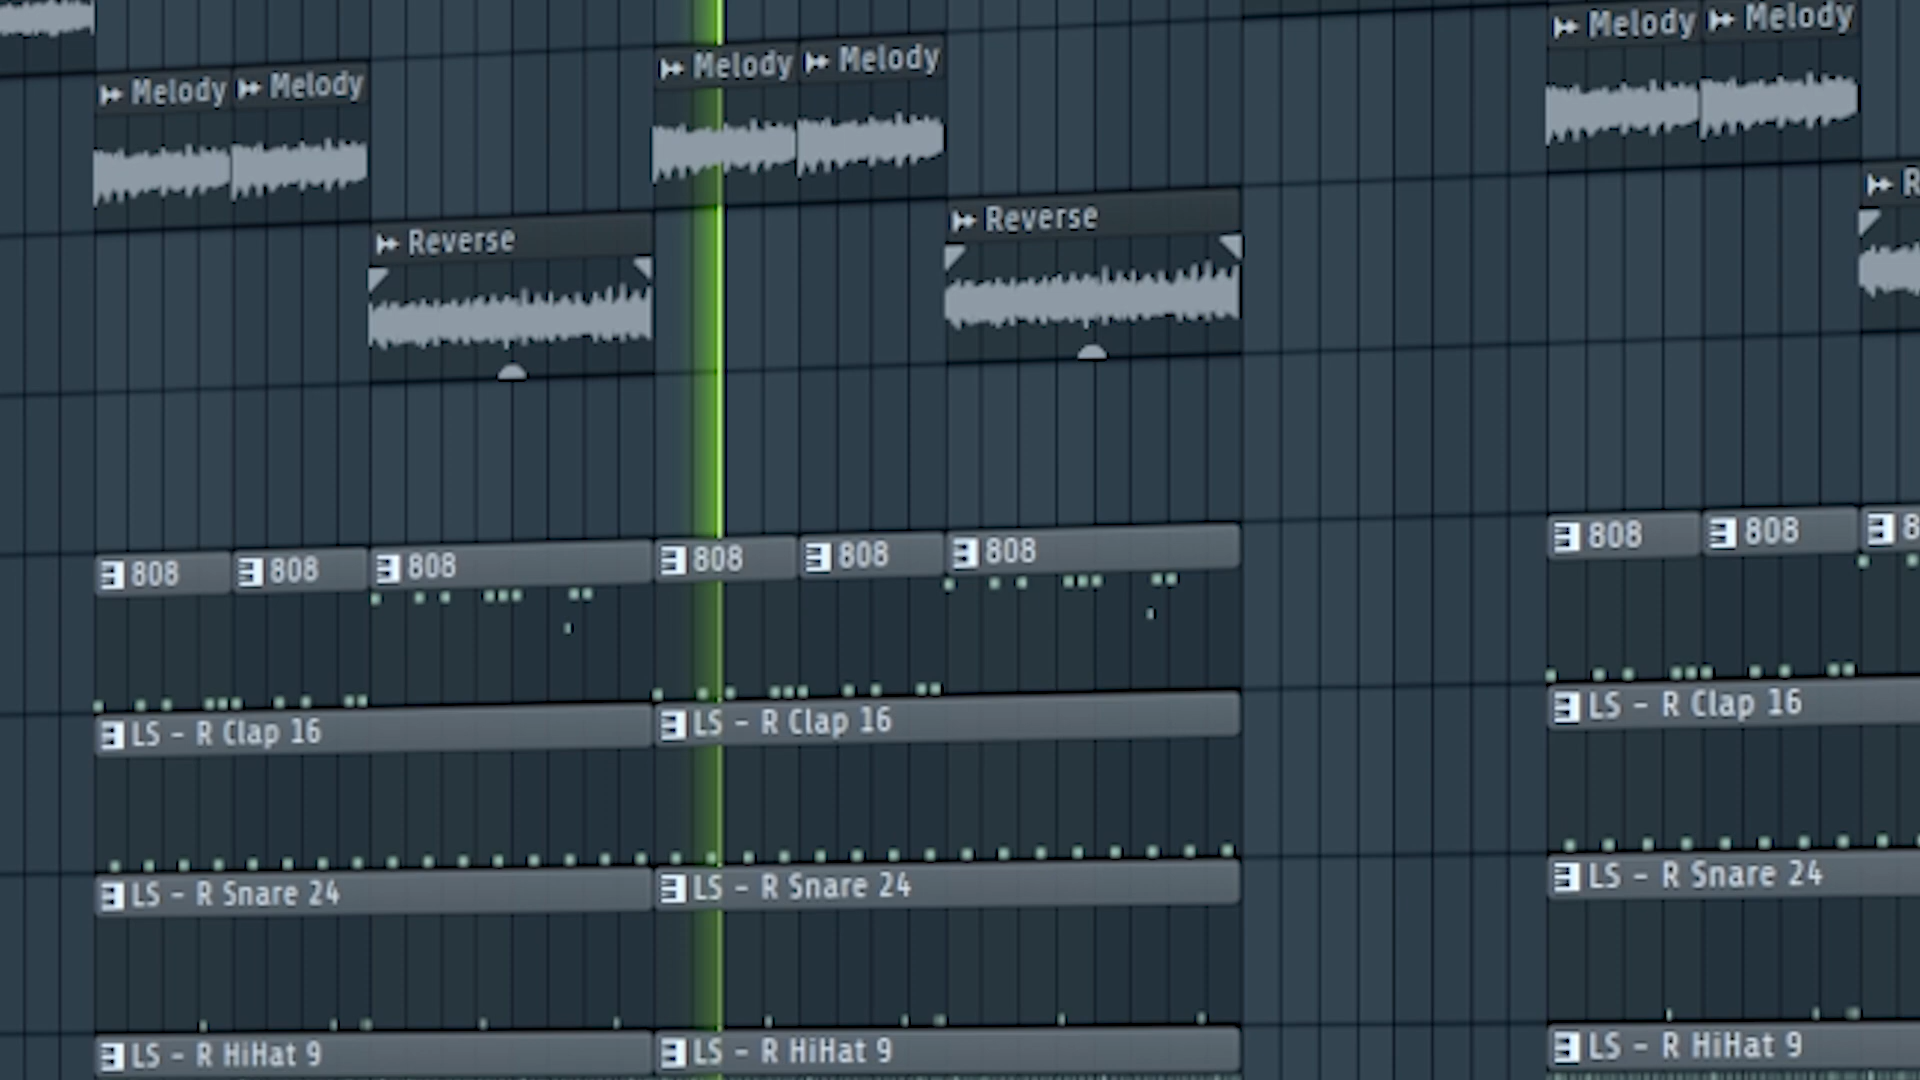 Melody Melody Melody Melody Melody Melody
Reverse Reverse R
808 808 808 808 808 808 808 808 8
LS - R Clap 16 LS - R Clap 16 LS - R Clap 16
LS - R Snare 24 LS - R Snare 24 LS - R Snare 24
LS - R HiHat 9 LS - R HiHat 9 LS - R HiHat 9